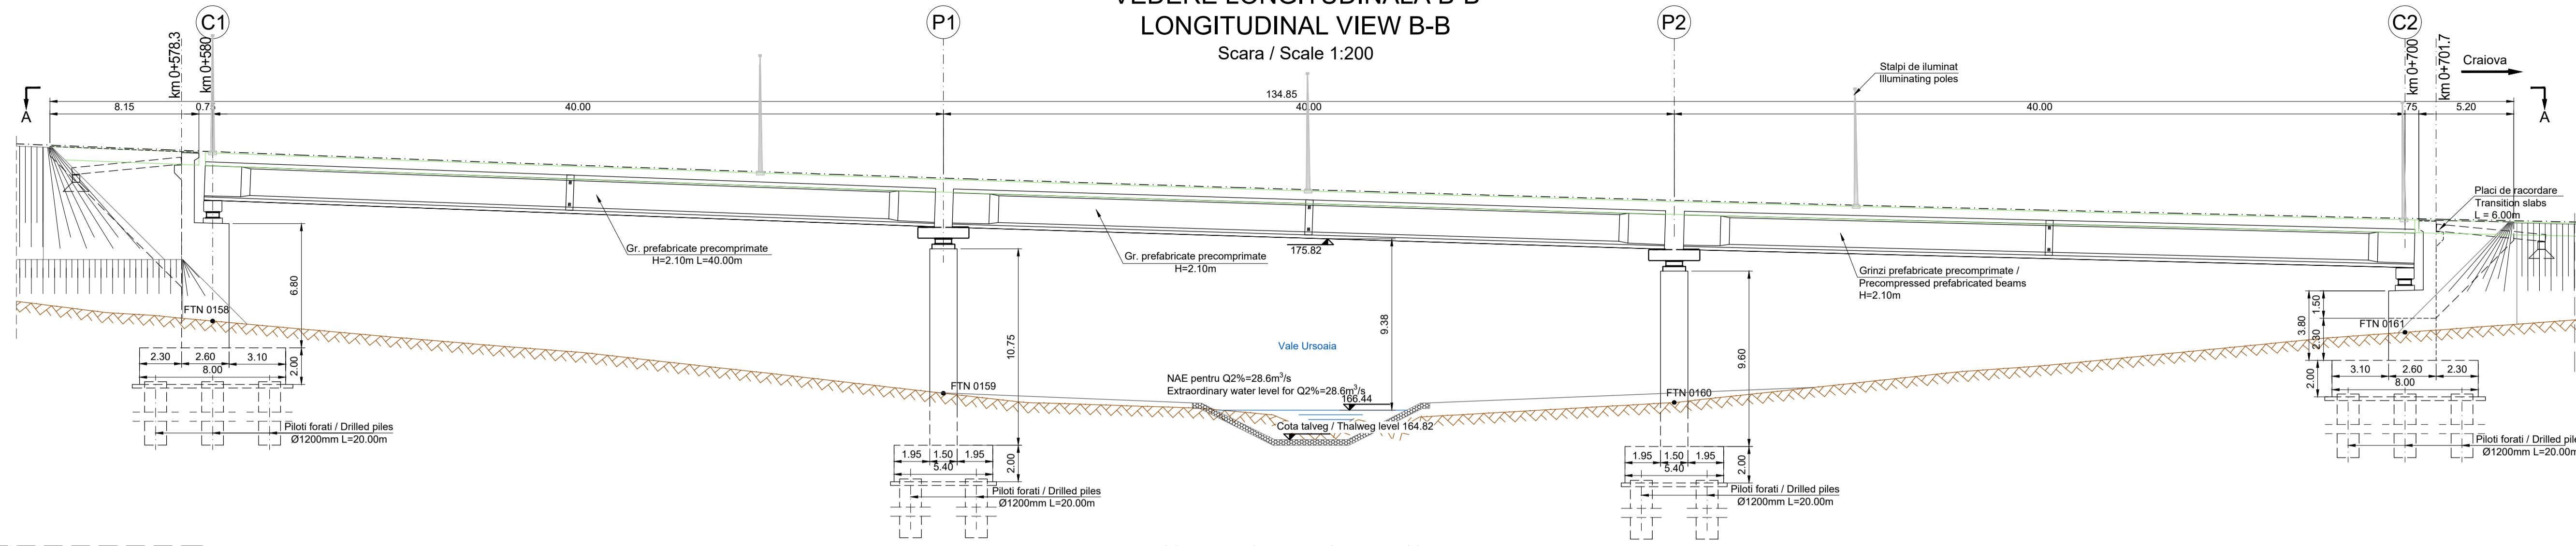 VEDERE LONGITUDINALA B-B
LONGITUDINAL VIEW B-B
Scara / Scale 1:200
C1
P1
P2
C2
km 0+578.3
km 0+580
km 0+700
km 0+701.7
Craiova
A
A
134.85
8.15
0.75
40.00
40.00
40.00
75
5.20
Stalpi de iluminat
Illuminating poles
Placi de racordare
Transition slabs
L = 6.00m
Gr. prefabricate precomprimate
H=2.10m L=40.00m
Gr. prefabricate precomprimate
H=2.10m
175.82
Grinzi prefabricate precomprimate /
Precompressed prefabricated beams
H=2.10m
6.80
10.75
9.38
9.60
3.80
1.50
2.30
FTN 0158
FTN 0159
FTN 0160
FTN 0161
Vale Ursoaia
NAE pentru Q2%=28.6m³/s
Extraordinary water level for Q2%=28.6m³/s
166.44
Cota talveg / Thalweg level 164.82
2.30
2.60
3.10
8.00
2.00
Piloti forati / Drilled piles
Ø1200mm L=20.00m
1.95
1.50
1.95
5.40
2.00
Piloti forati / Drilled piles
Ø1200mm L=20.00m
1.95
1.50
1.95
5.40
2.00
Piloti forati / Drilled piles
Ø1200mm L=20.00m
3.10
2.60
2.30
8.00
2.00
Piloti forati / Drilled pile
Ø1200mm L=20.00m